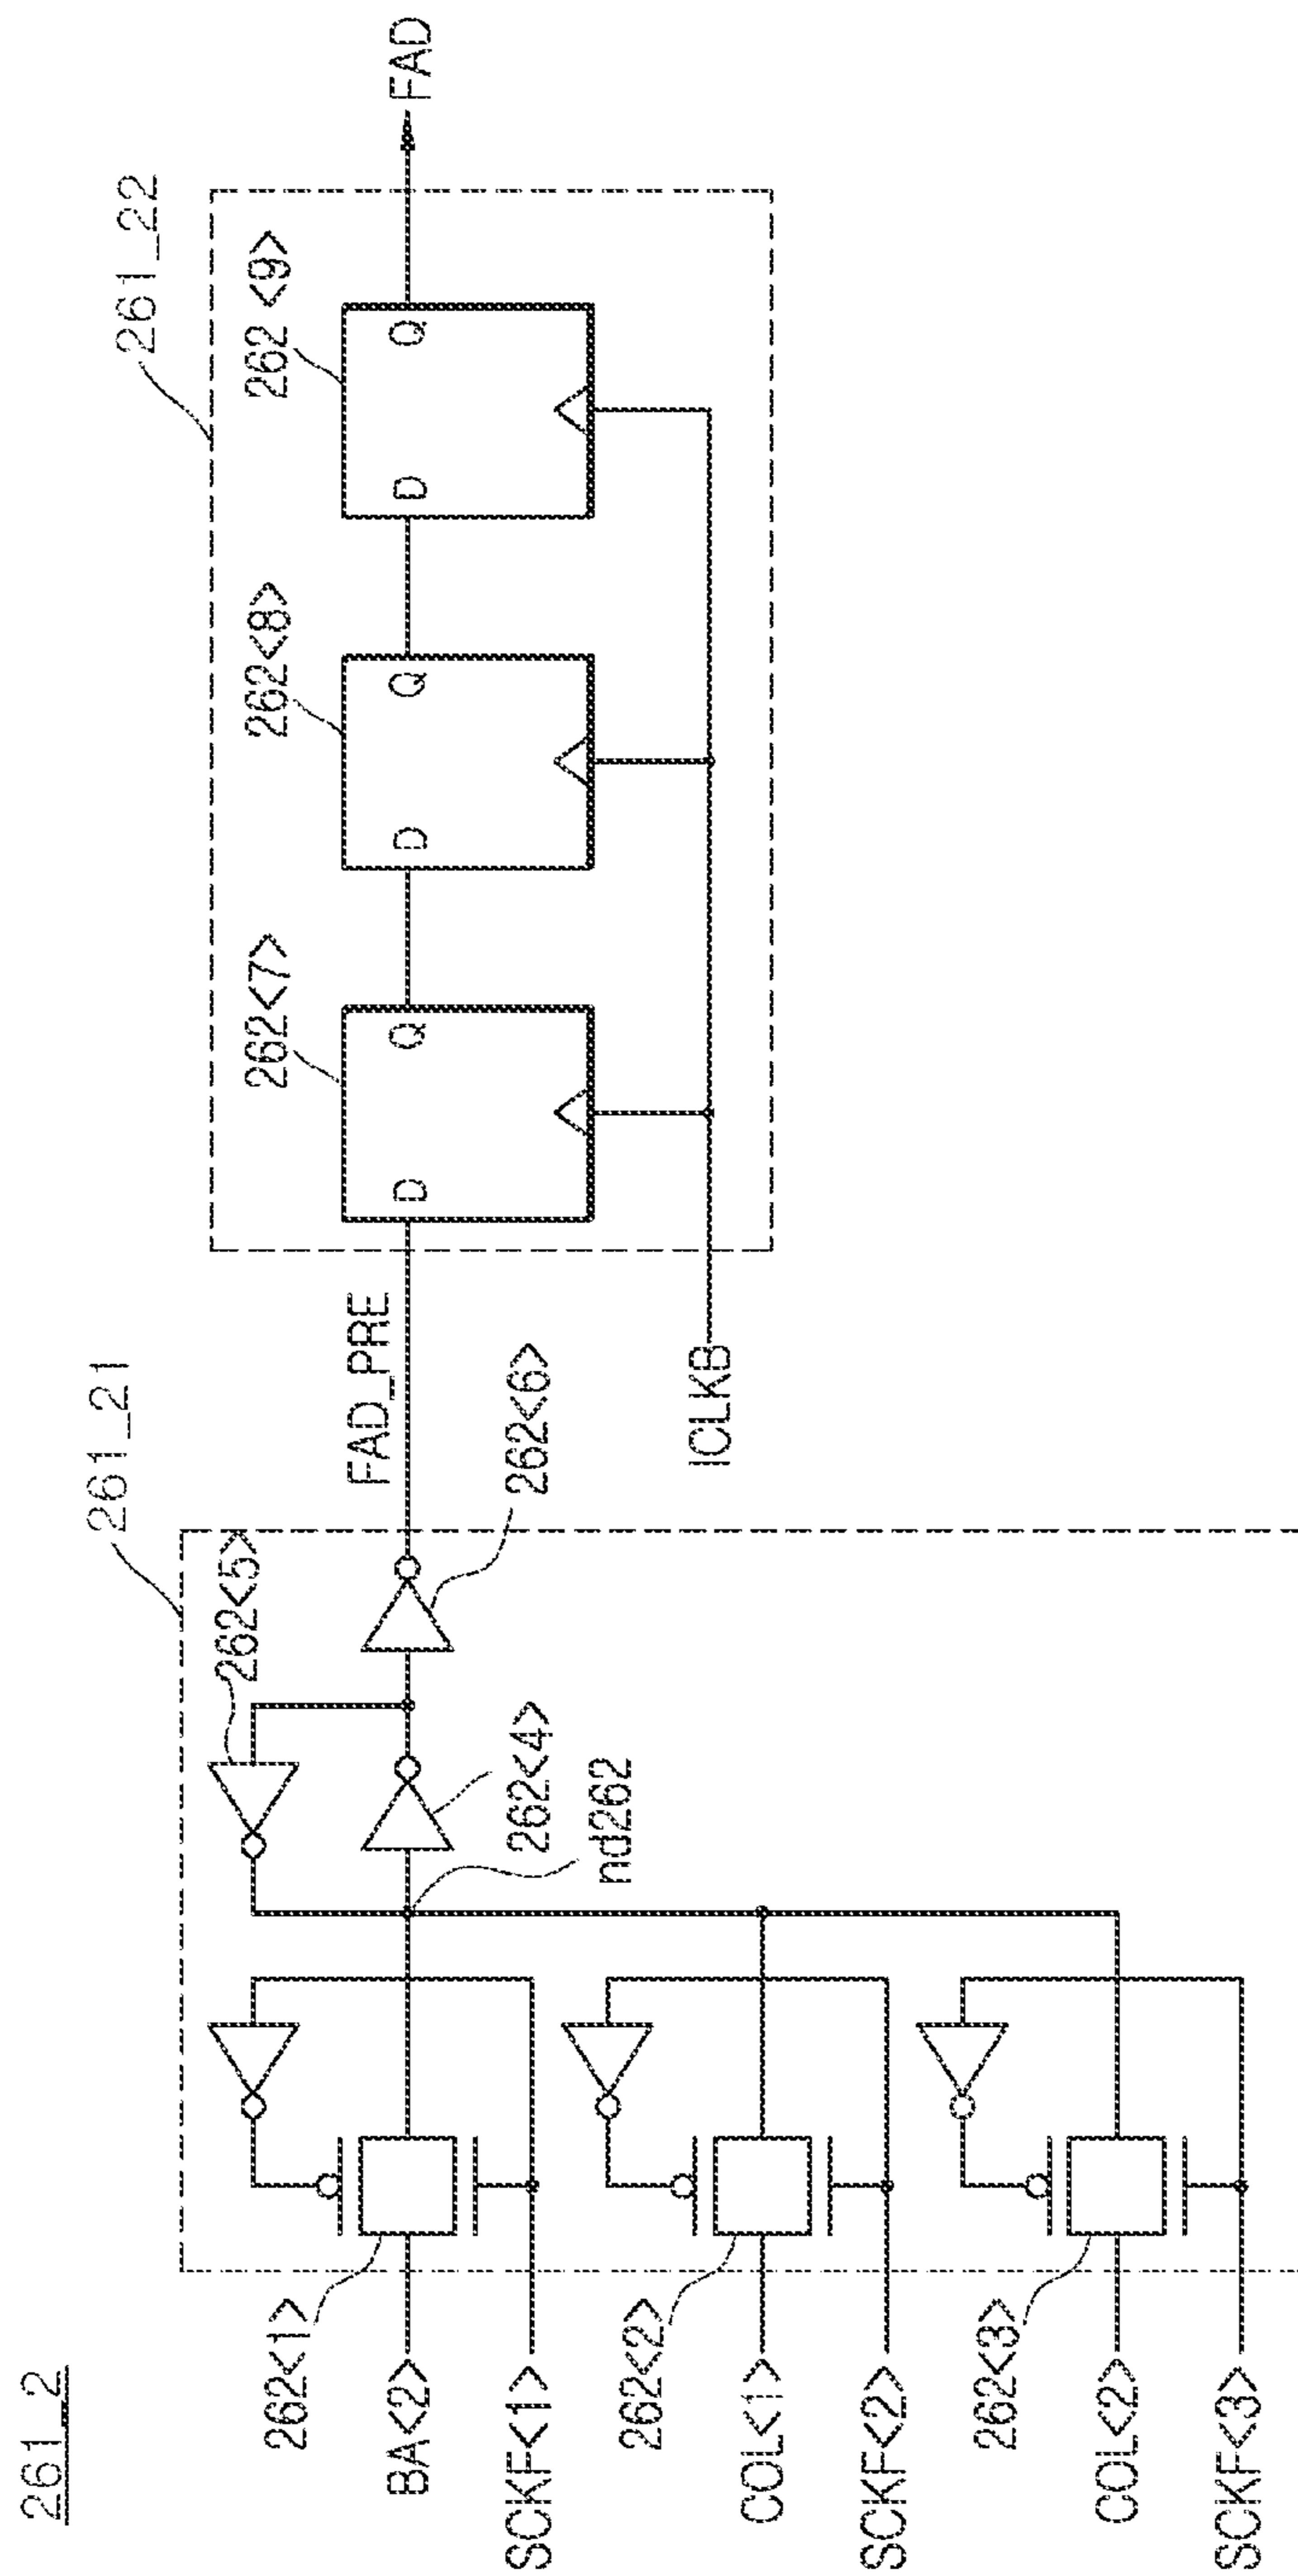 261_2
261_21
261_22
262<1>
BA<2>
SCKF<1>
262<2>
COL<1>
SCKF<2>
262<3>
COL<2>
SCKF<3>
262<5>
262<4>
nd262
262<6>
FAD_PRE
ICLKB
262<7>
D
Q
262<8>
D
Q
262 <9>
D
Q
FAD